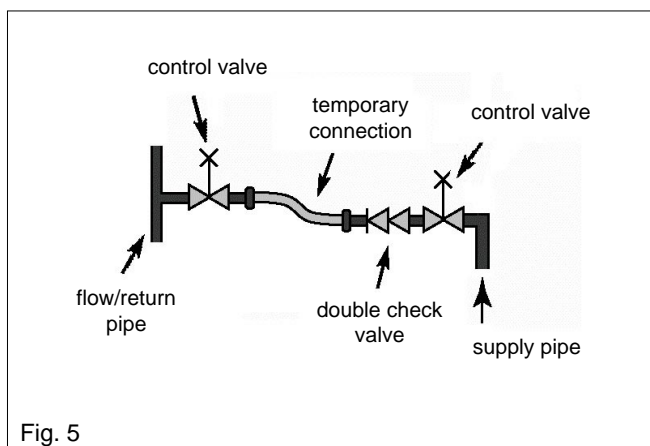 control valve
temporary
connection
control valve
flow/return
pipe
double check
valve
supply pipe
Fig. 5